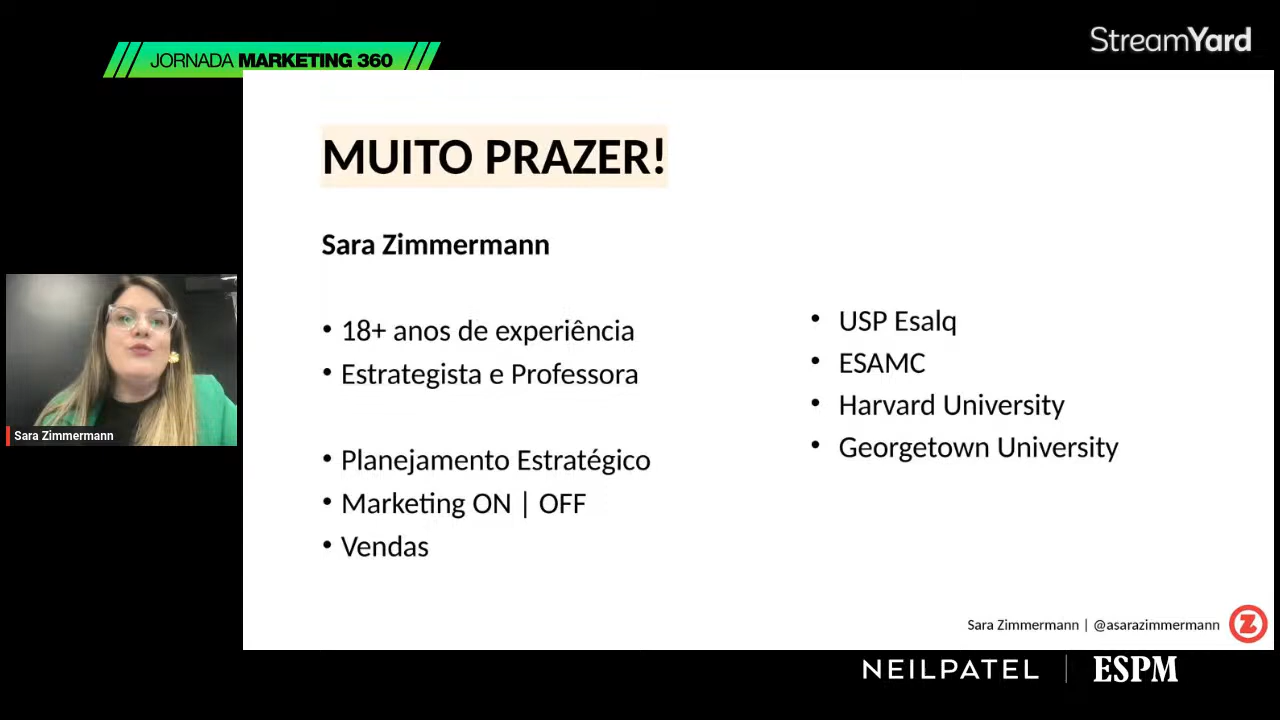 JORNADA MARKETING 360
StreamYard
MUITO PRAZER!
Sara Zimmermann
• 18+ anos de experiência
• Estrategista e Professora
• Planejamento Estratégico
• Marketing ON | OFF
• Vendas
• USP Esalq
• ESAMC
• Harvard University
• Georgetown University
Sara Zimmermann
Sara Zimmermann | @asarazimmermann
Z
NEILPATEL | ESPM